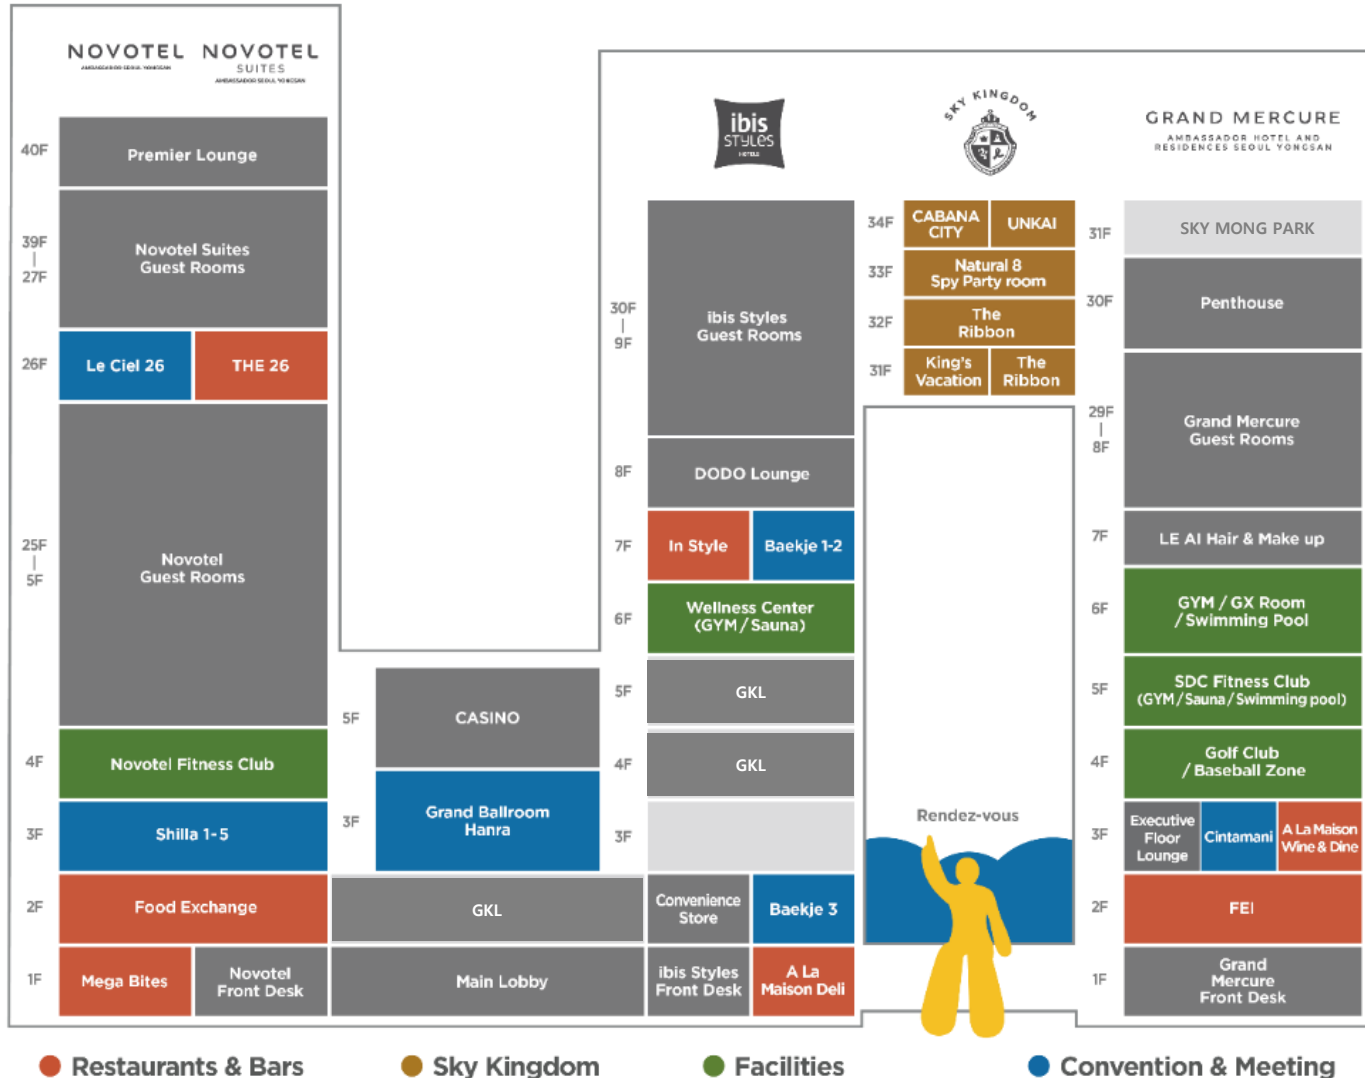 NOVOTEL
AMBASSADOR SEOUL YONGSAN
NOVOTEL
SUITES
AMBASSADOR SEOUL YONGSAN
40F
Premier Lounge
39F
27F
Novotel Suites
Guest Rooms
26F
Le Ciel 26
THE 26
25F
5F
Novotel
Guest Rooms
4F
Novotel Fitness Club
3F
Shilla 1-5
2F
Food Exchange
1F
Mega Bites
Novotel
Front Desk
5F
CASINO
3F
Grand Ballroom
Hanra
GKL
Main Lobby
ibis
STYLES
HOTELS
30F
9F
ibis Styles
Guest Rooms
8F
DODO Lounge
7F
In Style
Baekje 1-2
6F
Wellness Center
(GYM / Sauna)
5F
GKL
4F
GKL
3F
Convenience
Store
Baekje 3
ibis Styles
Front Desk
A La
Maison Deli
SKY KINGDOM
34F
CABANA
CITY
UNKAI
33F
Natural 8
Spy Party room
32F
The
Ribbon
31F
King's
Vacation
The
Ribbon
Rendez-vous
GRAND MERCURE
AMBASSADOR HOTEL AND
RESIDENCES SEOUL YONGSAN
31F
SKY MONG PARK
30F
Penthouse
29F
8F
Grand Mercure
Guest Rooms
7F
LE AI Hair & Make up
6F
GYM / GX Room
/ Swimming Pool
5F
SDC Fitness Club
(GYM / Sauna / Swimming pool)
4F
Golf Club
/ Baseball Zone
3F
Executive
Floor
Lounge
Cintamani
A La Maison
Wine & Dine
2F
FEI
1F
Grand
Mercure
Front Desk
Restaurants & Bars
Sky Kingdom
Facilities
Convention & Meeting